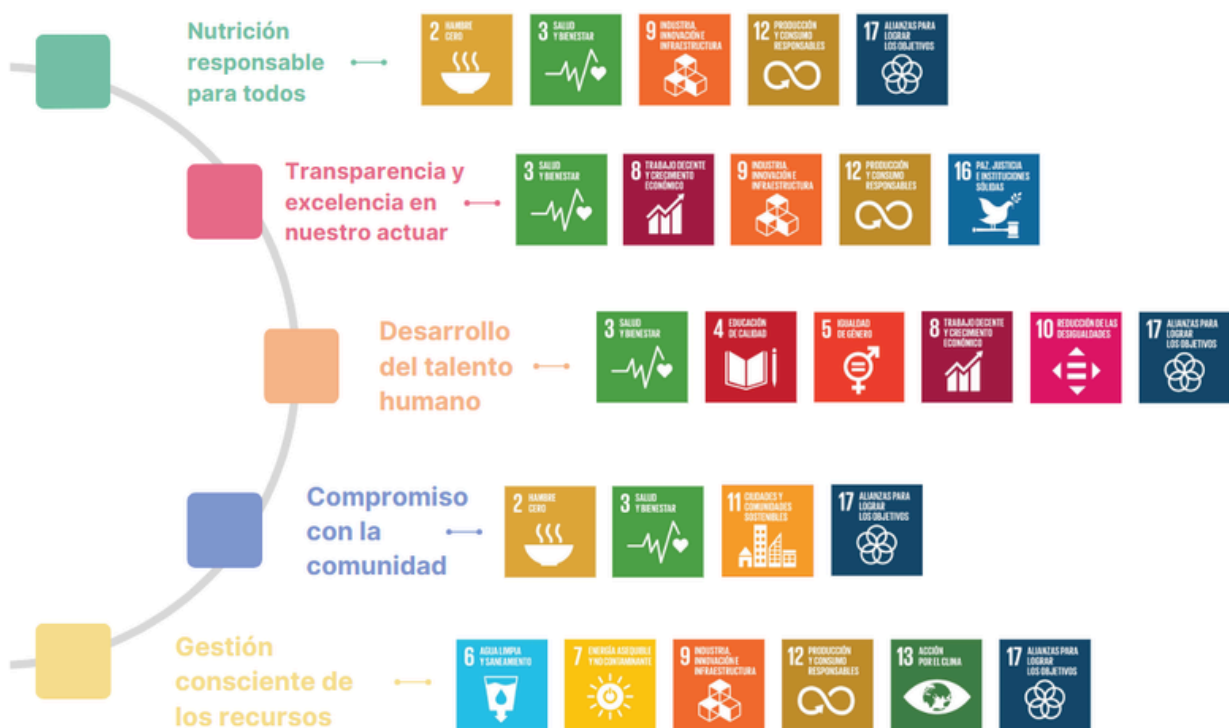 Nutrición
responsable
para todos
2 HAMBRE
CERO
3 SALUD
Y BIENESTAR
9 INDUSTRIA,
INNOVACIÓN E
INFRAESTRUCTURA
12 PRODUCCIÓN
Y CONSUMO
RESPONSABLES
17 ALIANZAS PARA
LOGRAR
LOS OBJETIVOS
Transparencia y
excelencia en
nuestro actuar
3 SALUD
Y BIENESTAR
8 TRABAJO DECENTE
Y CRECIMIENTO
ECONÓMICO
9 INDUSTRIA,
INNOVACIÓN E
INFRAESTRUCTURA
12 PRODUCCIÓN
Y CONSUMO
RESPONSABLES
16 PAZ, JUSTICIA
E INSTITUCIONES
SÓLIDAS
Desarrollo
del talento
humano
3 SALUD
Y BIENESTAR
4 EDUCACIÓN
DE CALIDAD
5 IGUALDAD
DE GÉNERO
8 TRABAJO DECENTE
Y CRECIMIENTO
ECONÓMICO
10 REDUCCIÓN DE LAS
DESIGUALDADES
17 ALIANZAS PARA
LOGRAR
LOS OBJETIVOS
Compromiso
con la
comunidad
2 HAMBRE
CERO
3 SALUD
Y BIENESTAR
11 CIUDADES Y
COMUNIDADES
SOSTENIBLES
17 ALIANZAS PARA
LOGRAR
LOS OBJETIVOS
Gestión
consciente de
los recursos
6 AGUA LIMPIA
Y SANEAMIENTO
7 ENERGÍA ASEQUIBLE
Y NO CONTAMINANTE
9 INDUSTRIA,
INNOVACIÓN E
INFRAESTRUCTURA
12 PRODUCCIÓN
Y CONSUMO
RESPONSABLES
13 ACCIÓN
POR EL CLIMA
17 ALIANZAS PARA
LOGRAR
LOS OBJETIVOS